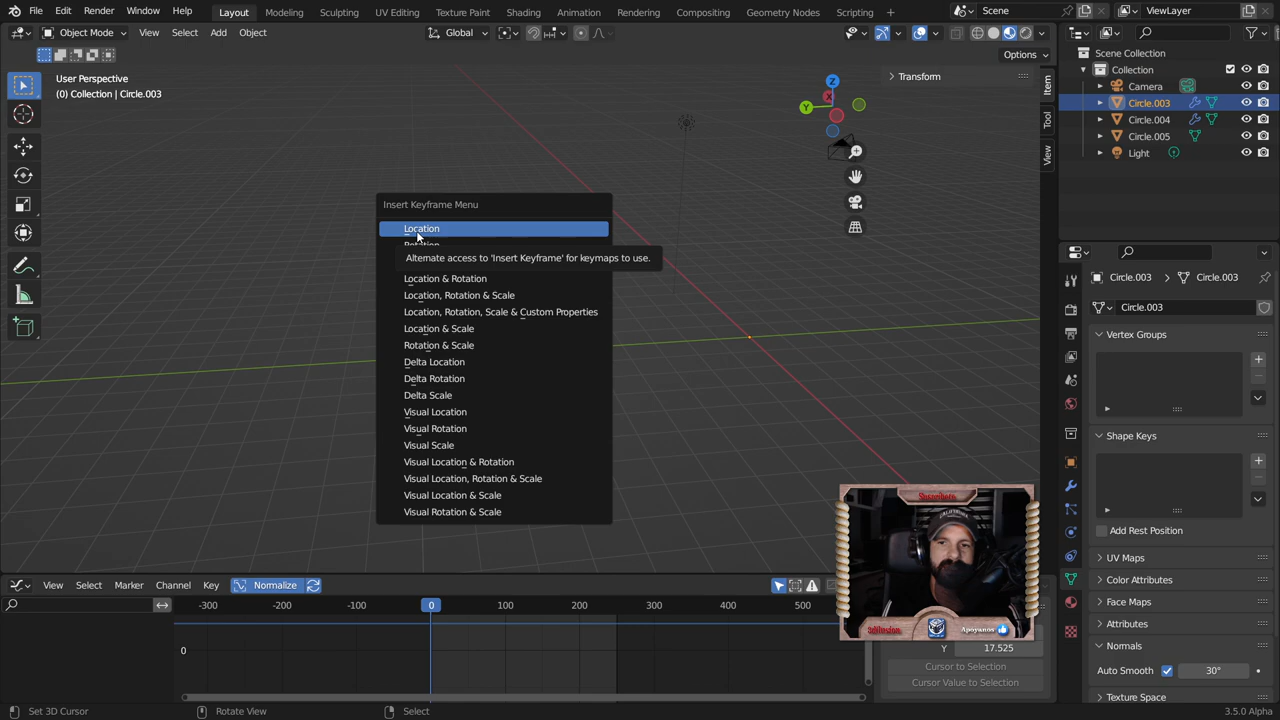 File Edit Render Window Help Layout Modeling Sculpting UV Editing Texture Paint Shading Animation Rendering Compositing Geometry Nodes Scripting Scene ViewLayer
Object Mode View Select Add Object Global
Options
User Perspective
(0) Collection | Circle.003
Transform
Item
Tool
View
X
Y
Z
Scene Collection
Collection
Camera
Circle.003
Circle.004
Circle.005
Light
Insert Keyframe Menu
Location
Rotation
Alternate access to 'Insert Keyframe' for keymaps to use.
Location & Rotation
Location, Rotation & Scale
Location, Rotation, Scale & Custom Properties
Location & Scale
Rotation & Scale
Delta Location
Delta Rotation
Delta Scale
Visual Location
Visual Rotation
Visual Scale
Visual Location & Rotation
Visual Location, Rotation & Scale
Visual Location & Scale
Visual Rotation & Scale
Circle.003 Circle.003
Circle.003
Vertex Groups
Shape Keys
Add Rest Position
UV Maps
Color Attributes
Face Maps
Attributes
Normals
Auto Smooth 30°
Texture Space
CALIFORNIA
Apoyanos
View Select Marker Channel Key Normalize
-300 -200 -100 0 100 200 300 400 500
0
Y 17.525
Cursor to Selection
Cursor Value to Selection
Set 3D Cursor Rotate View Select 3.5.0 Alpha